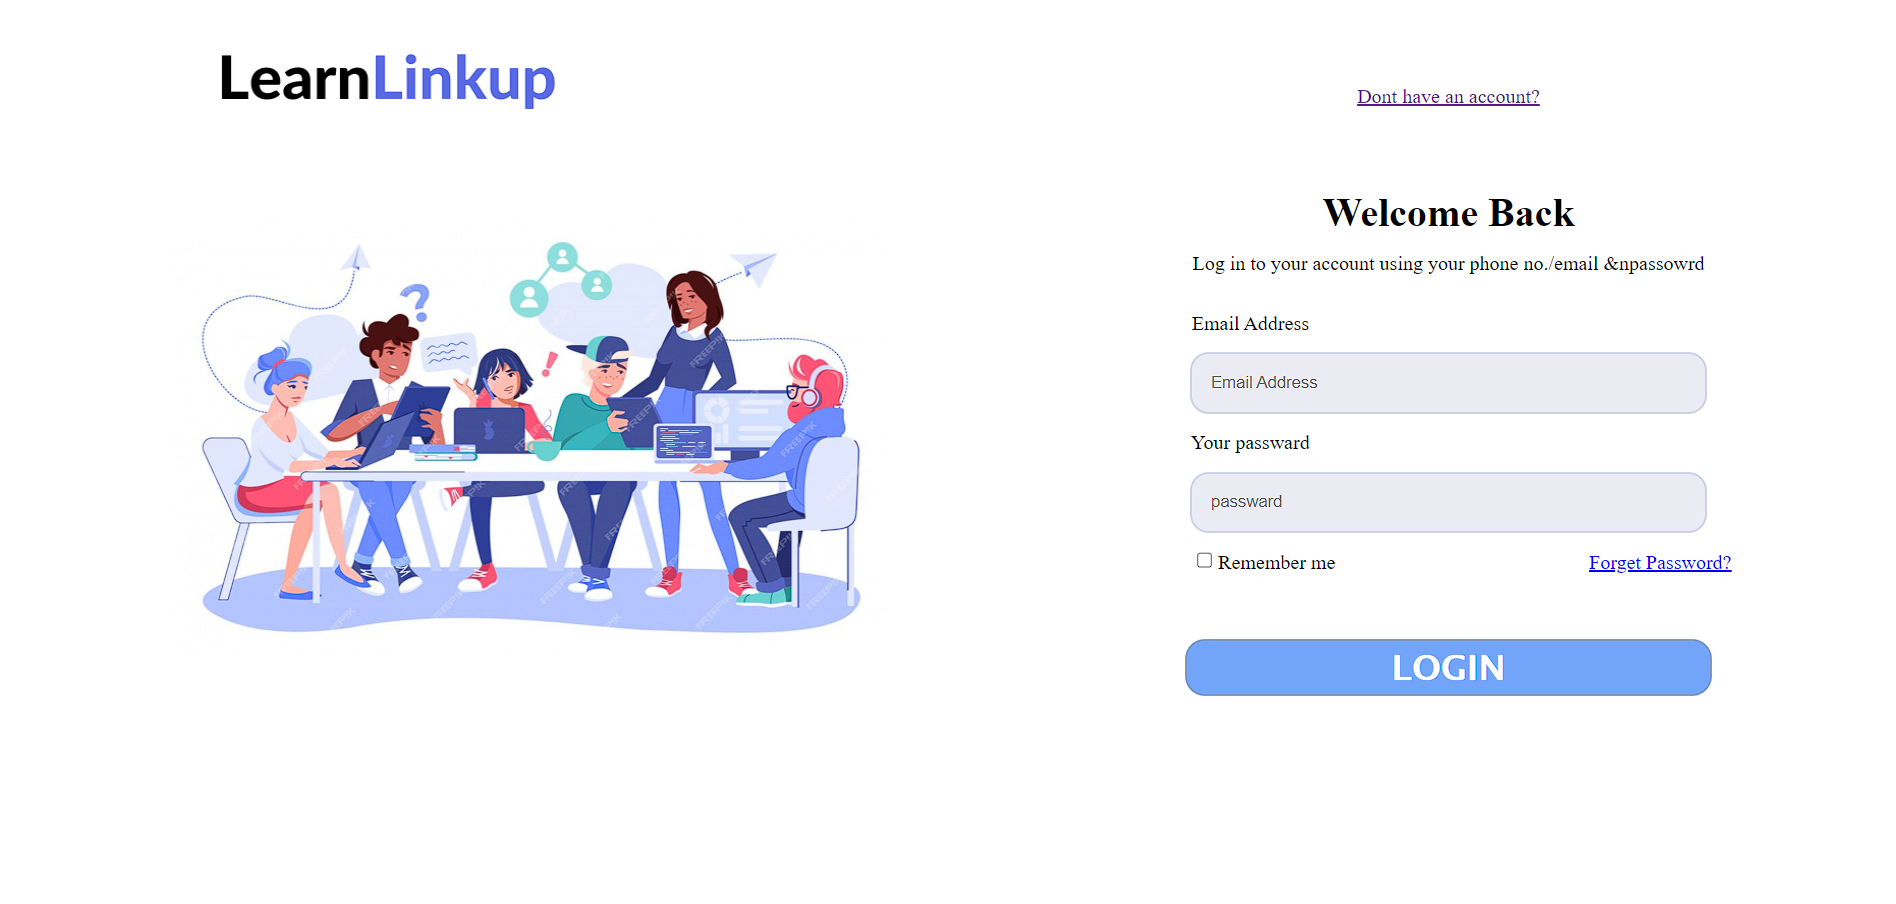 LearnLinkup
Dont have an account?
Welcome Back
Log in to your account using your phone no./email &npassowrd
Email Address
Email Address
Your passward
passward
Remember me
Forget Password?
LOGIN
FREEPIK